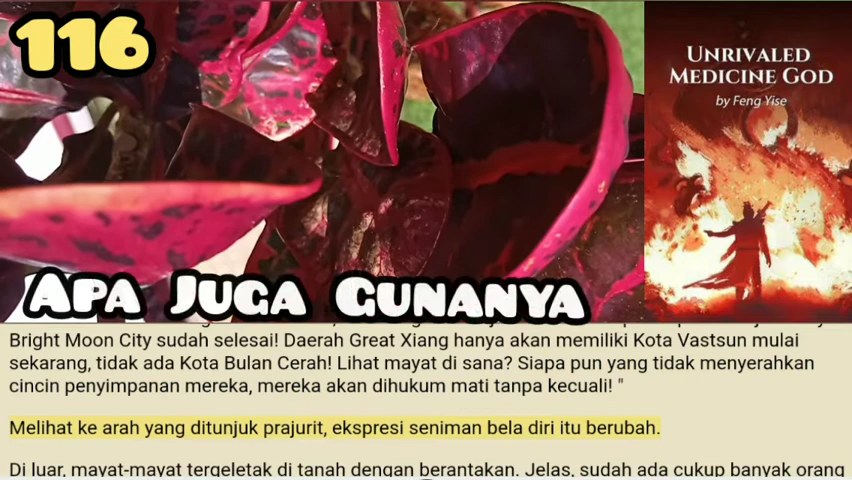 116
UNRIVALED
MEDICINE GOD
by Feng Yise
APA JUGA GUNANYA
Bright Moon City sudah selesai! Daerah Great Xiang hanya akan memiliki Kota Vastsun mulai
sekarang, tidak ada Kota Bulan Cerah! Lihat mayat di sana? Siapa pun yang tidak menyerahkan
cincin penyimpanan mereka, mereka akan dihukum mati tanpa kecuali! "
Melihat ke arah yang ditunjuk prajurit, ekspresi seniman bela diri itu berubah.
Di luar, mayat-mayat tergeletak di tanah dengan berantakan. Jelas, sudah ada cukup banyak orang